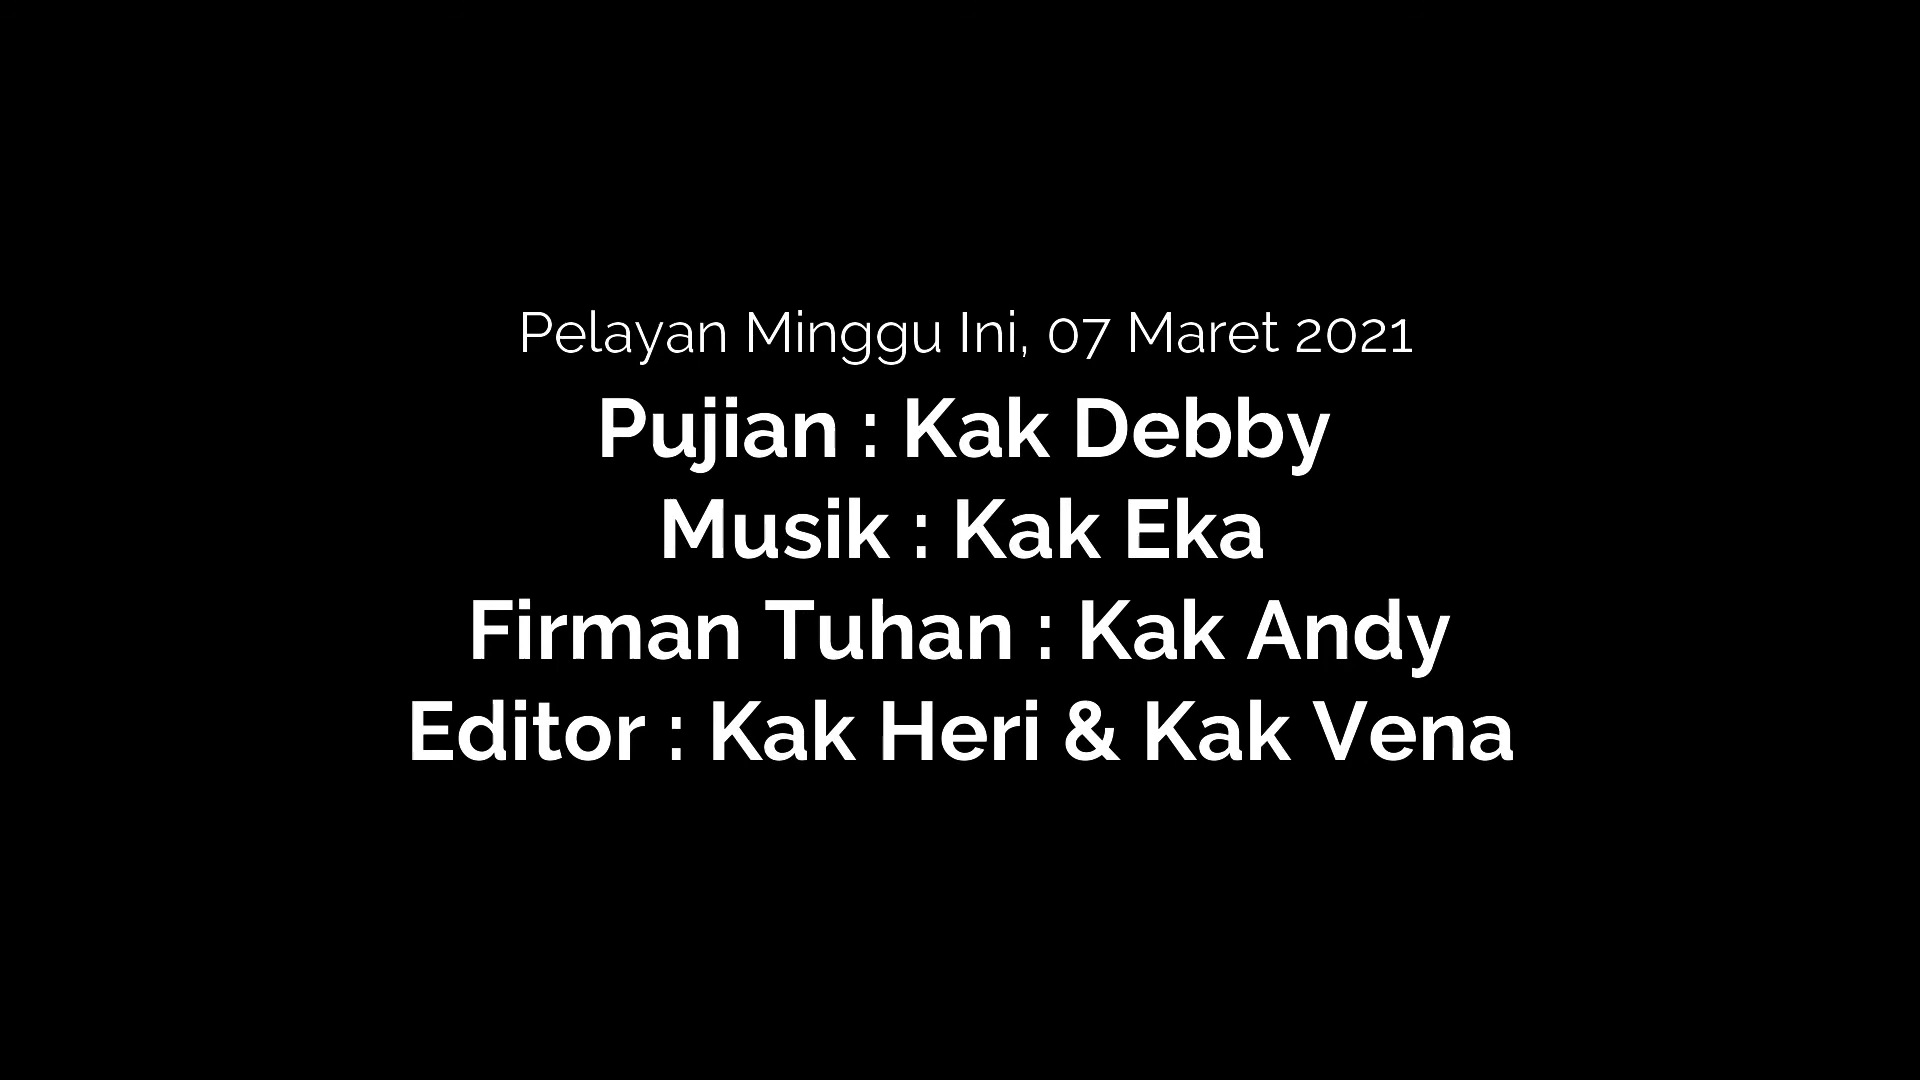 Pelayan Minggu Ini, 07 Maret 2021
Pujian : Kak Debby
Musik : Kak Eka
Firman Tuhan : Kak Andy
Editor : Kak Heri & Kak Vena